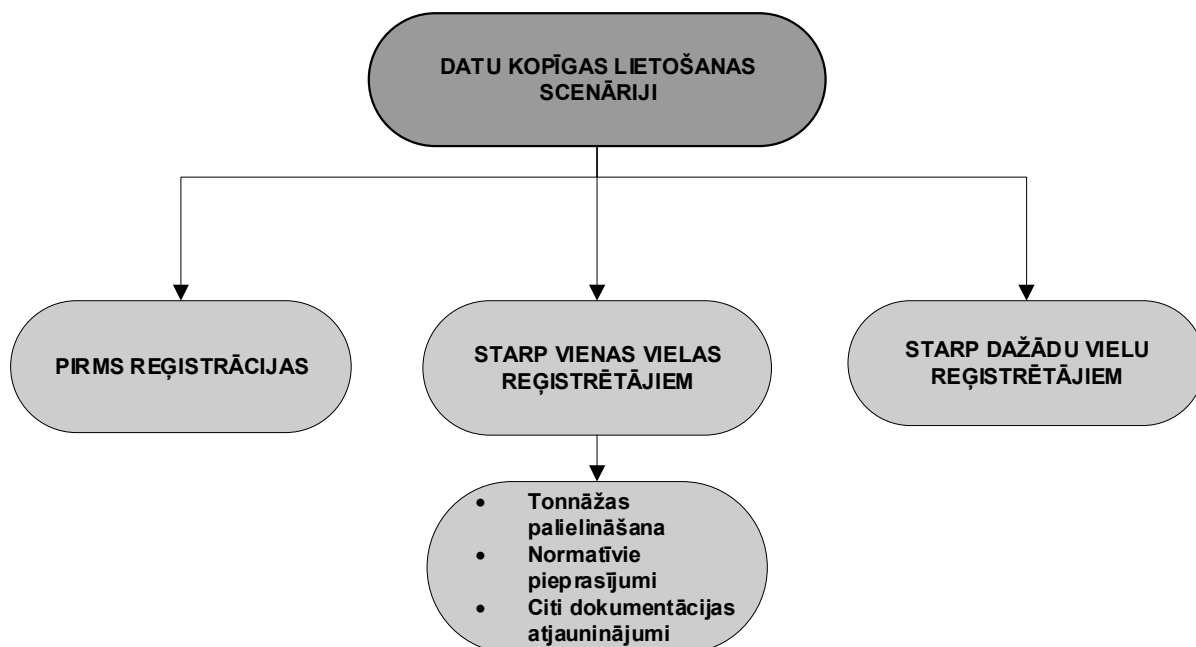 DATU KOPĪGAS LIETOŠANAS
SCENĀRIJI
PIRMS REĢISTRĀCIJAS
STARP VIENAS VIELAS
REĢISTRĒTĀJIEM
STARP DAŽĀDU VIELU
REĢISTRĒTĀJIEM
• Tonnāžas
palielināšana
• Normatīvie
pieprasījumi
• Citi dokumentācijas
atjauninājumi